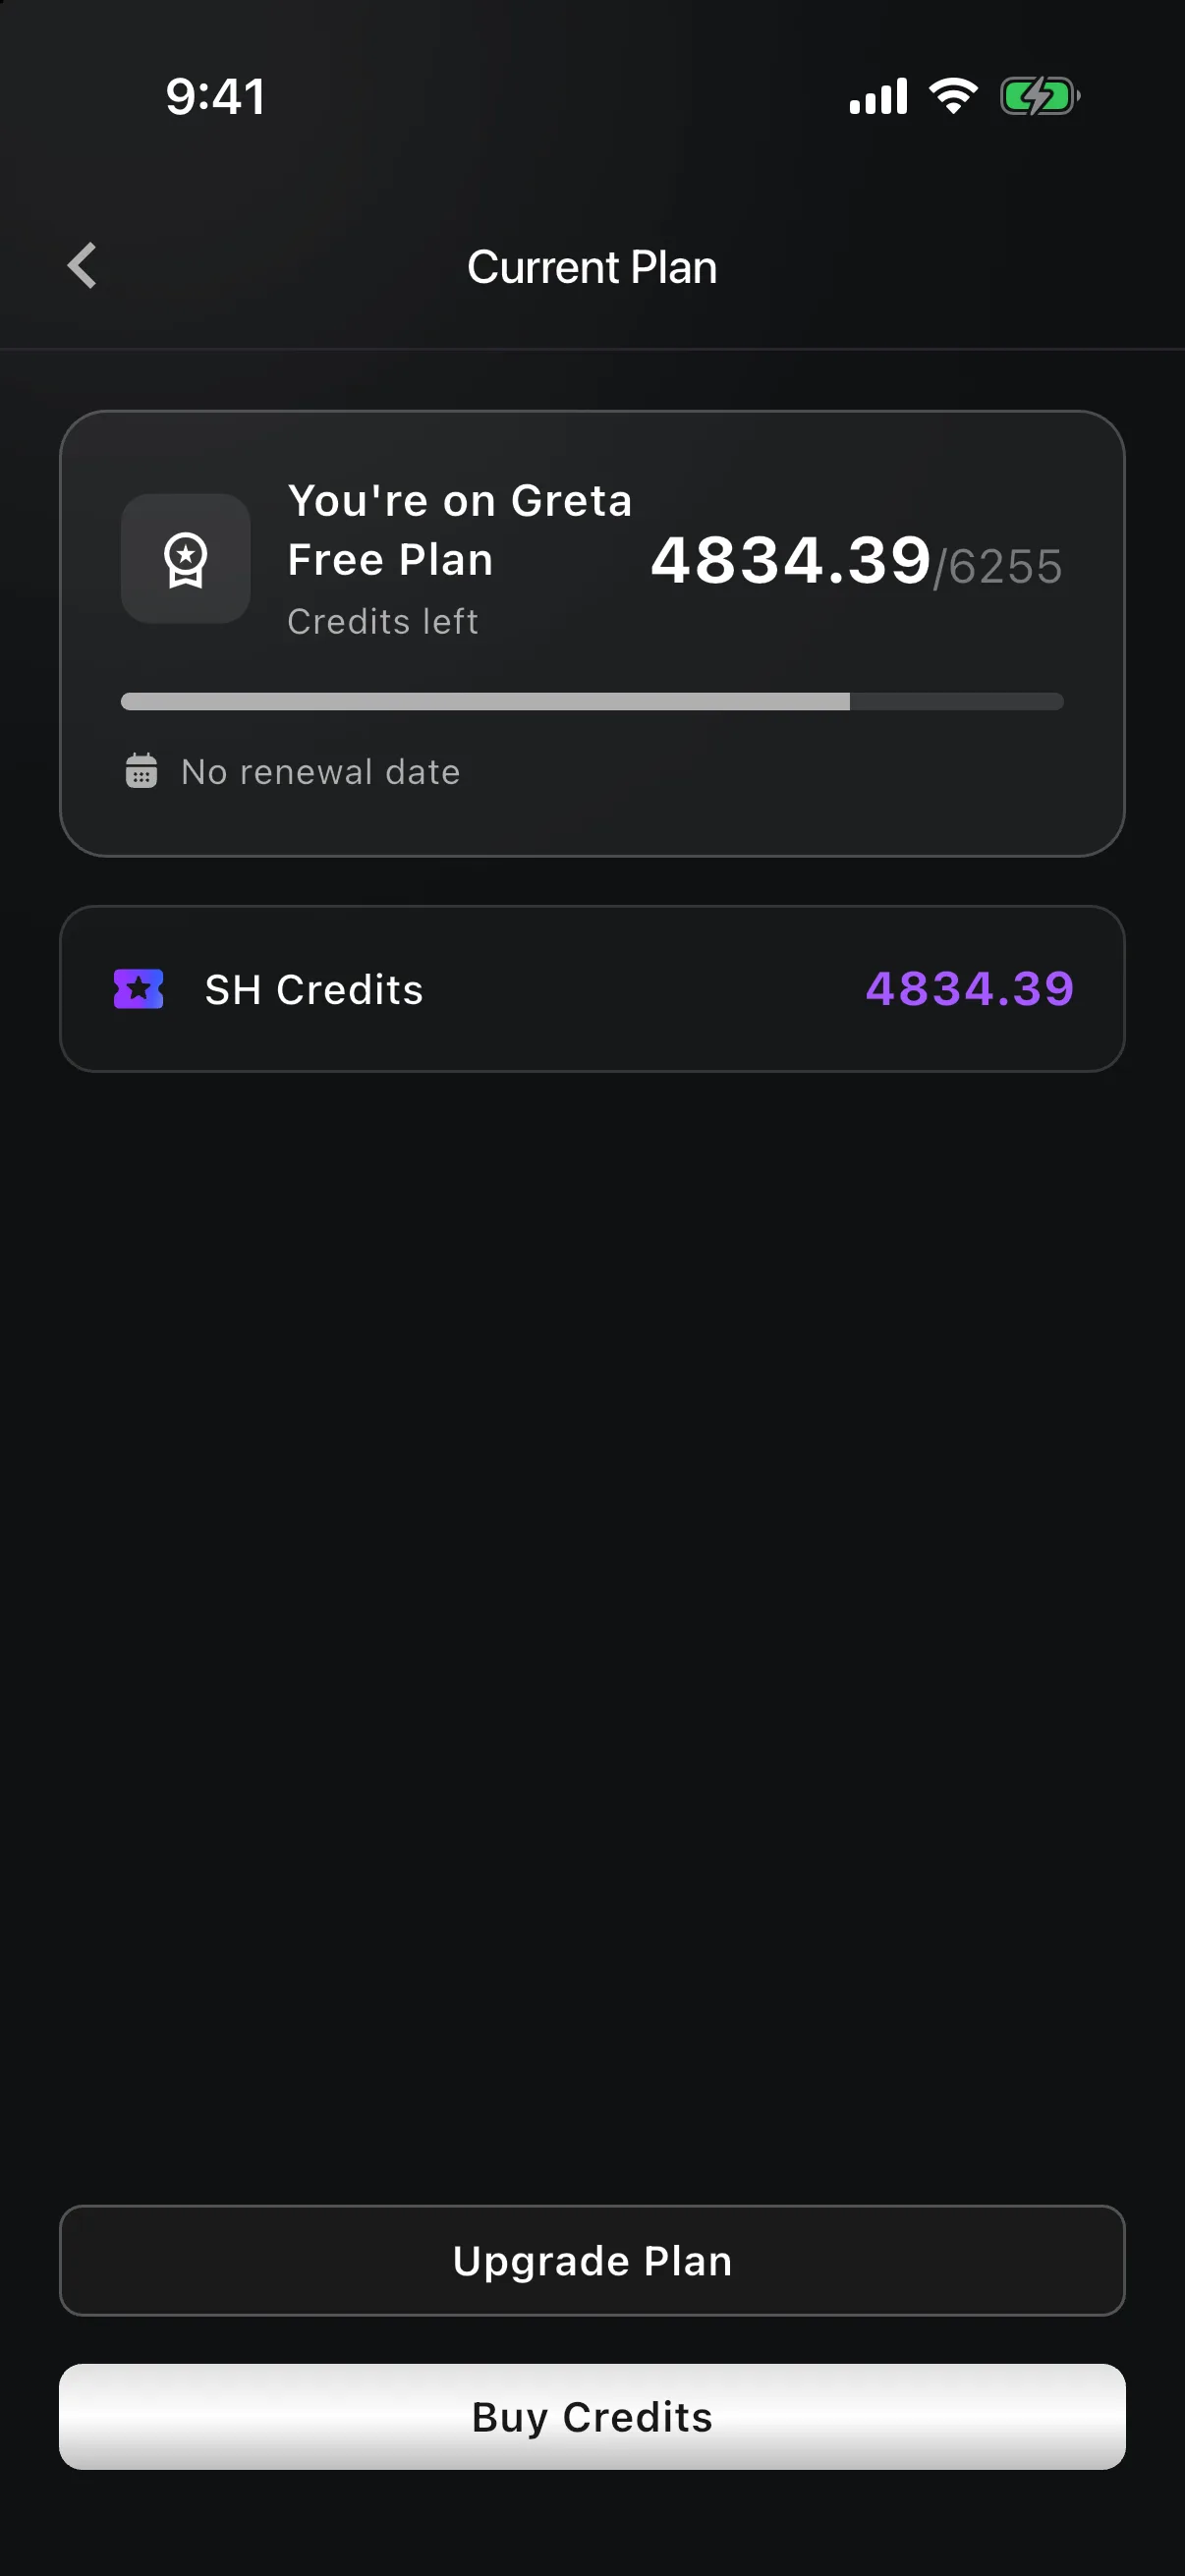 9:41
Current Plan
You're on Greta
Free Plan
4834.39/6255
Credits left
No renewal date
SH Credits
4834.39
Upgrade Plan
Buy Credits